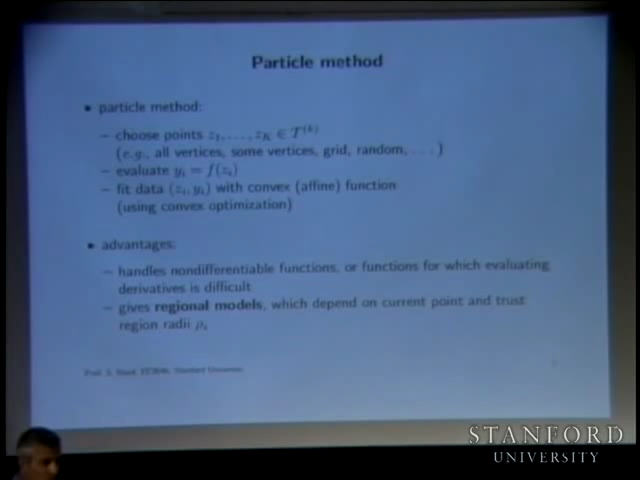 Particle method
• particle method:
– choose points z₁, . . . , z_K ∈ 𝒯⁽ᵏ⁾
(e.g., all vertices, some vertices, grid, random, . . . )
– evaluate yᵢ = f(zᵢ)
– fit data (zᵢ, yᵢ) with convex (affine) function
(using convex optimization)
• advantages:
– handles nondifferentiable functions, or functions for which evaluating
derivatives is difficult
– gives regional models, which depend on current point and trust
region radii ρᵢ
Prof. S. Boyd, EE364b, Stanford University
STANFORD
UNIVERSITY